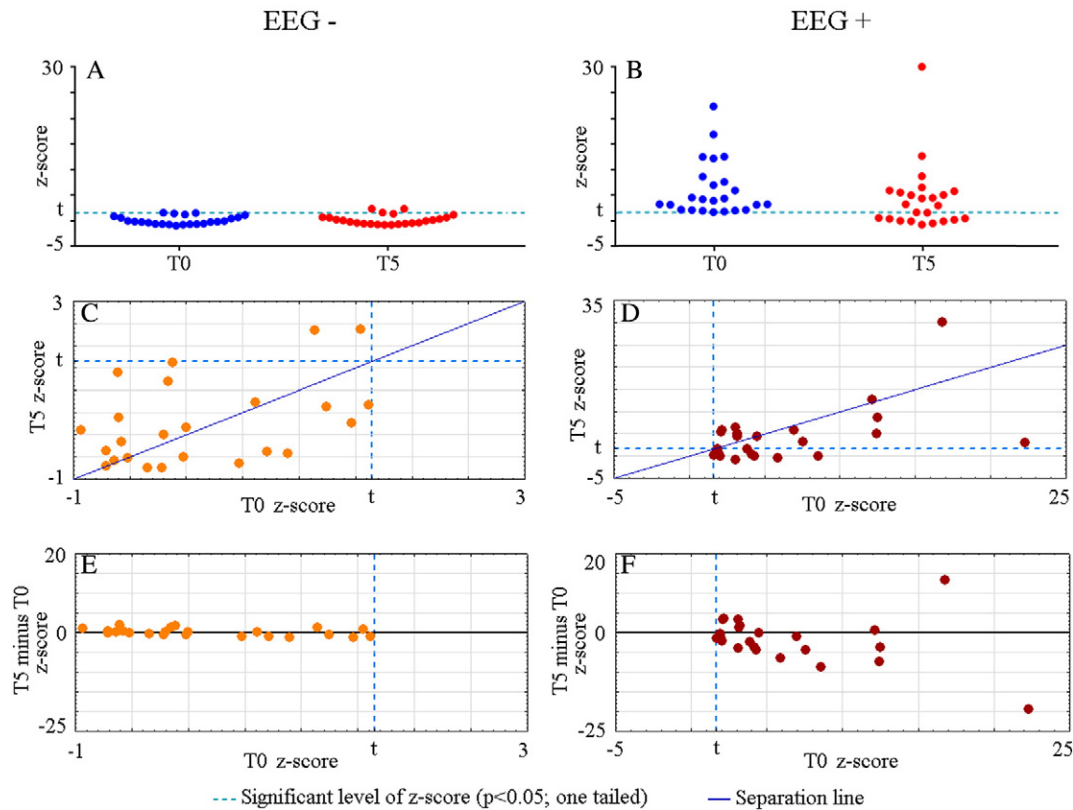 EEG -
EEG +
A
30
z-score
t
-5
T0
T5
B
30
z-score
t
-5
T0
T5
C
3
T5 z-score
t
-1
-1
t
3
T0 z-score
D
35
T5 z-score
t
-5
-5
t
25
T0 z-score
E
20
T5 minus T0
z-score
0
-25
-1
t
3
T0 z-score
F
20
T5 minus T0
z-score
0
-25
-5
t
25
T0 z-score
Significant level of z-score (p<0.05; one tailed)
Separation line